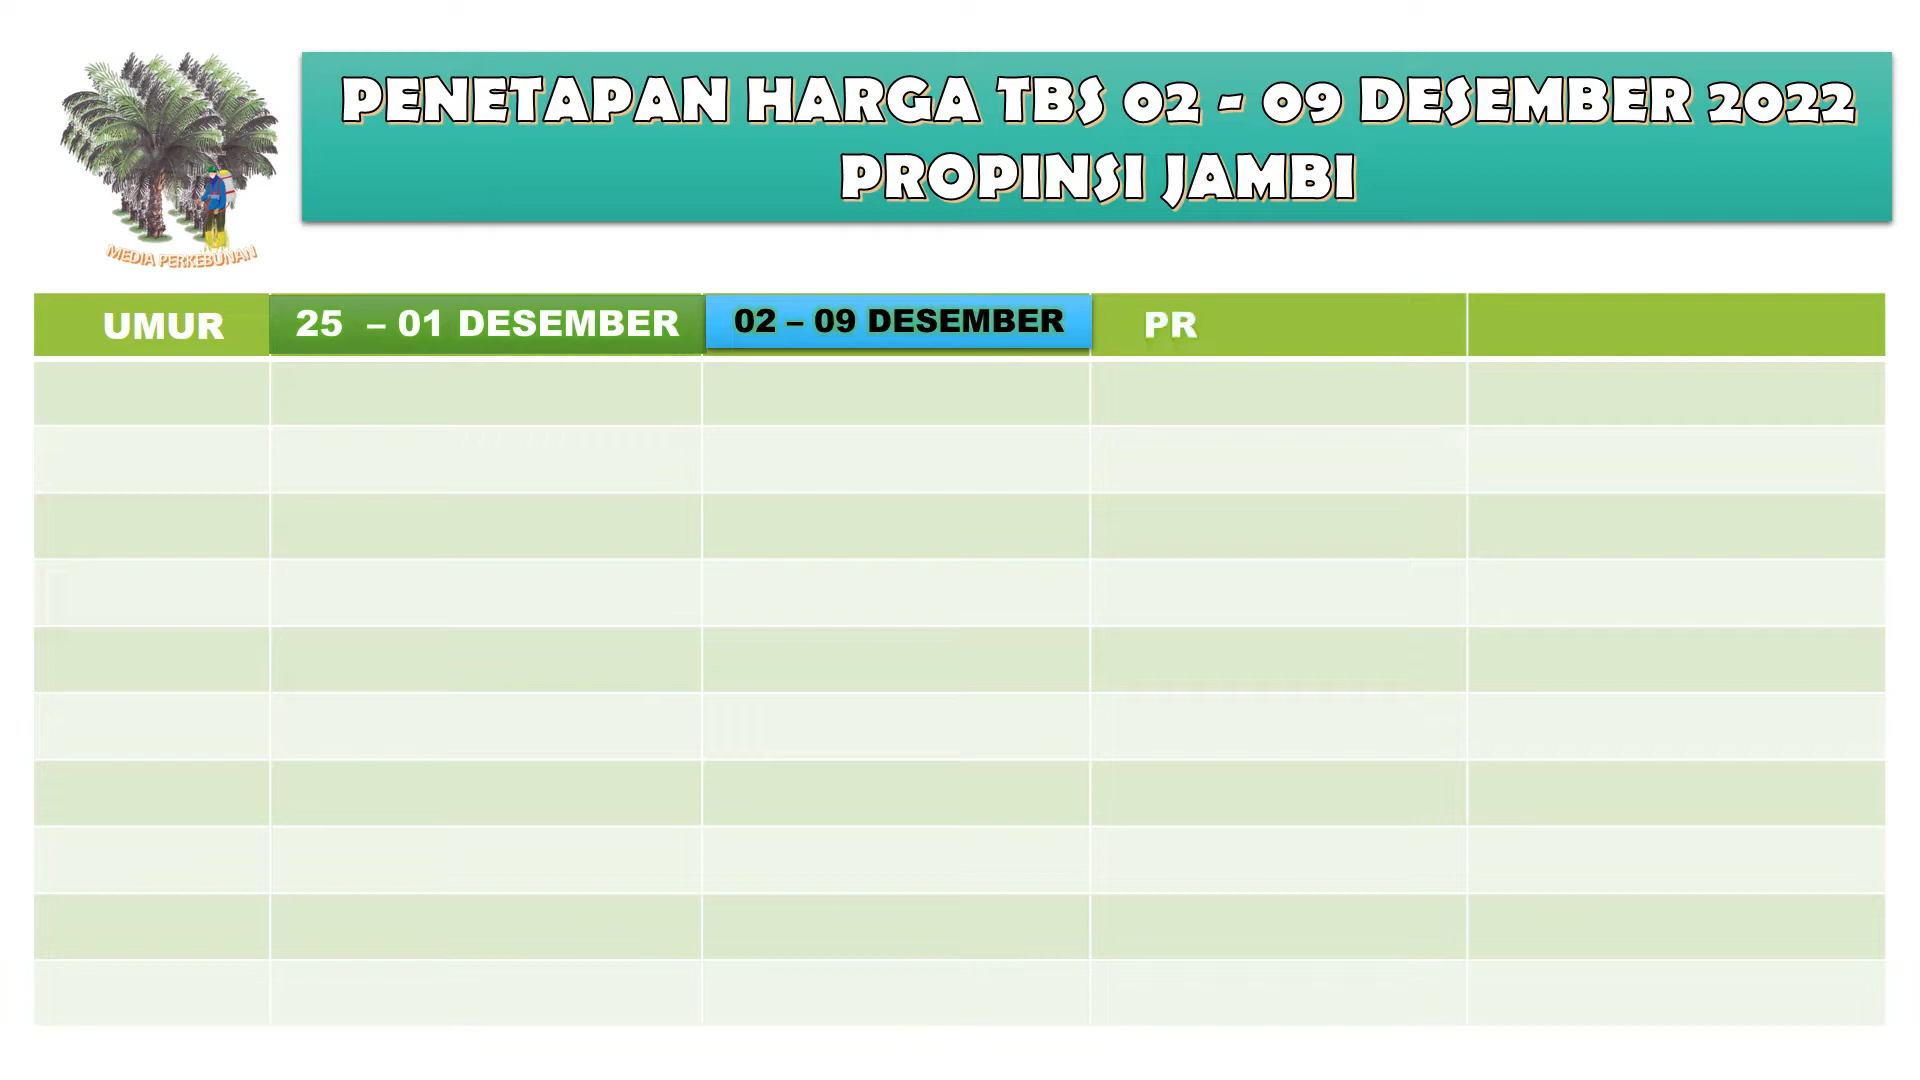 PENETAPAN HARGA TBS 02 - 09 DESEMBER 2022
PROPINSI JAMBI
MEDIA PERKEBUNAN
UMUR
25 – 01 DESEMBER
02 – 09 DESEMBER
PR